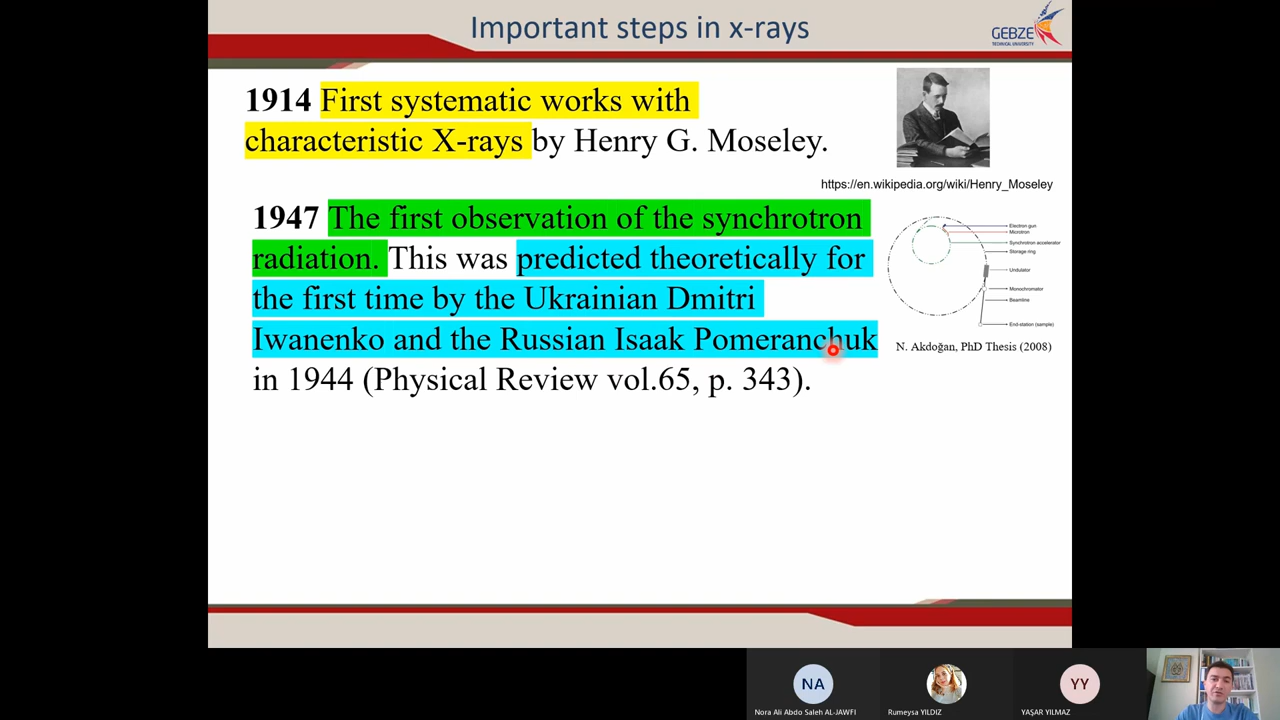 Important steps in x-rays
GEBZE
TECHNICAL UNIVERSITY
1914 First systematic works with
characteristic X-rays by Henry G. Moseley.
https://en.wikipedia.org/wiki/Henry_Moseley
1947 The first observation of the synchrotron
radiation. This was predicted theoretically for
the first time by the Ukrainian Dmitri
Iwanenko and the Russian Isaak Pomeranchuk
in 1944 (Physical Review vol.65, p. 343).
Electron gun
Microtron
Synchrotron accelerator
Storage ring
Undulator
Monochromator
Beamline
End-station (sample)
N. Akdoğan, PhD Thesis (2008)
NA
YY
Nora Ali Abdo Saleh AL-JAWFI
Rumeysa YILDIZ
YAŞAR YILMAZ